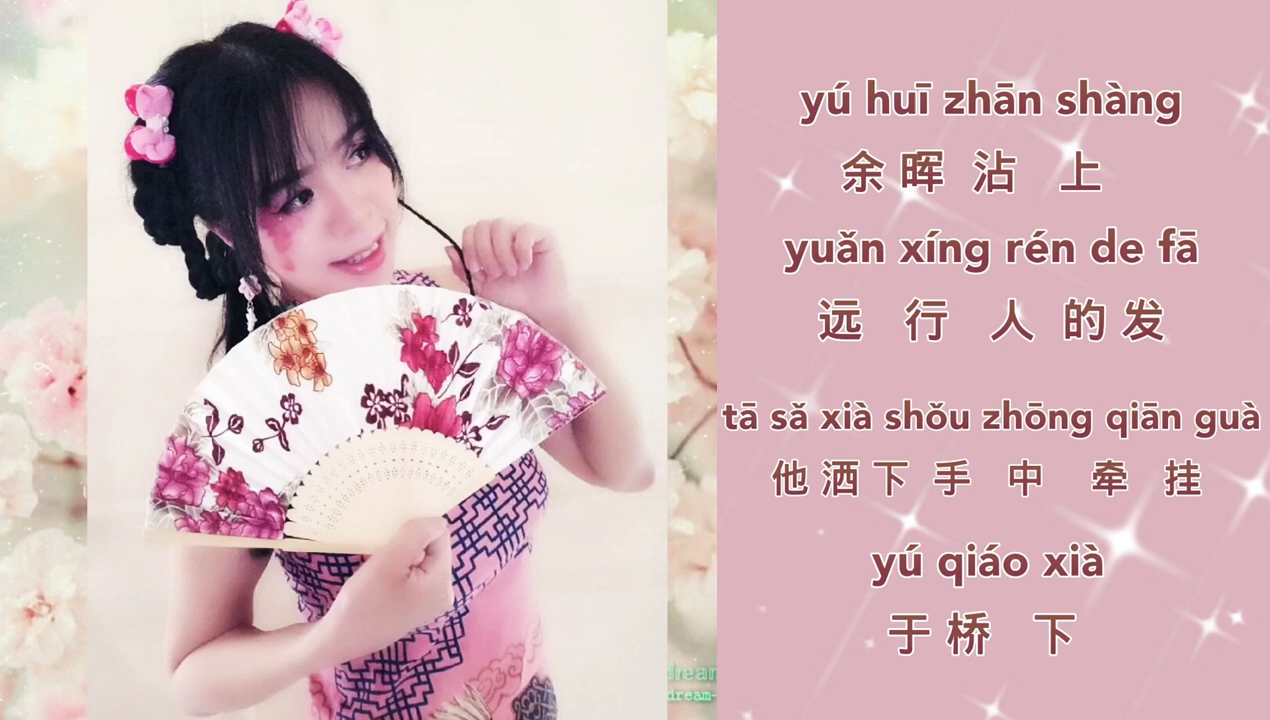 yú huī zhān shàng
余晖 沾 上
yuǎn xíng rén de fā
远 行 人 的 发
tā sǎ xià shǒu zhōng qiān guà
他 洒 下 手 中 牵 挂
yú qiáo xià
于 桥 下